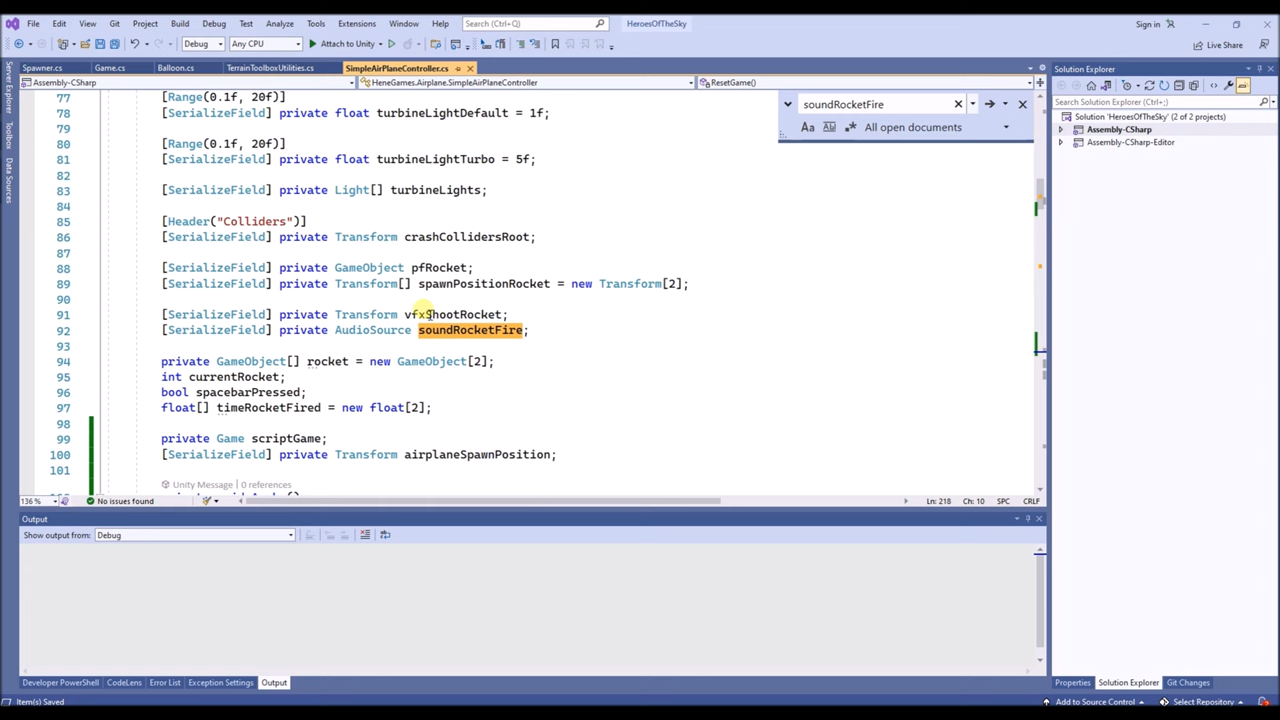 File Edit View Git Project Build Debug Test Analyze Tools Extensions Window Help Search (Ctrl+Q) HeroesOfTheSky Sign in
Debug Any CPU Attach to Unity Live Share
Spawner.cs Game.cs Balloon.cs TerrainToolboxUtilities.cs SimpleAirPlaneController.cs Solution Explorer
Assembly-CSharp HeneGames.Airplane.SimpleAirPlaneController ResetGame()
77 [Range(0.1f, 20f)]
78 [SerializeField] private float turbineLightDefault = 1f;
79
80 [Range(0.1f, 20f)]
81 [SerializeField] private float turbineLightTurbo = 5f;
82
83 [SerializeField] private Light[] turbineLights;
84
85 [Header("Colliders")]
86 [SerializeField] private Transform crashCollidersRoot;
87
88 [SerializeField] private GameObject pfRocket;
89 [SerializeField] private Transform[] spawnPositionRocket = new Transform[2];
90
91 [SerializeField] private Transform vfxShootRocket;
92 [SerializeField] private AudioSource soundRocketFire;
93
94 private GameObject[] rocket = new GameObject[2];
95 int currentRocket;
96 bool spacebarPressed;
97 float[] timeRocketFired = new float[2];
98
99 private Game scriptGame;
100 [SerializeField] private Transform airplaneSpawnPosition;
101
Unity Message | 0 references
soundRocketFire
Aa Ab All open documents
Search Solution Explorer (Ctrl+;)
Solution 'HeroesOfTheSky' (2 of 2 projects)
Assembly-CSharp
Assembly-CSharp-Editor
Server Explorer
Toolbox
Data Sources
136 % No issues found Ln: 218 Ch: 10 SPC CRLF
Output
Show output from: Debug
Developer PowerShell CodeLens Error List Exception Settings Output Properties Solution Explorer Git Changes
Item(s) Saved Add to Source Control Select Repository